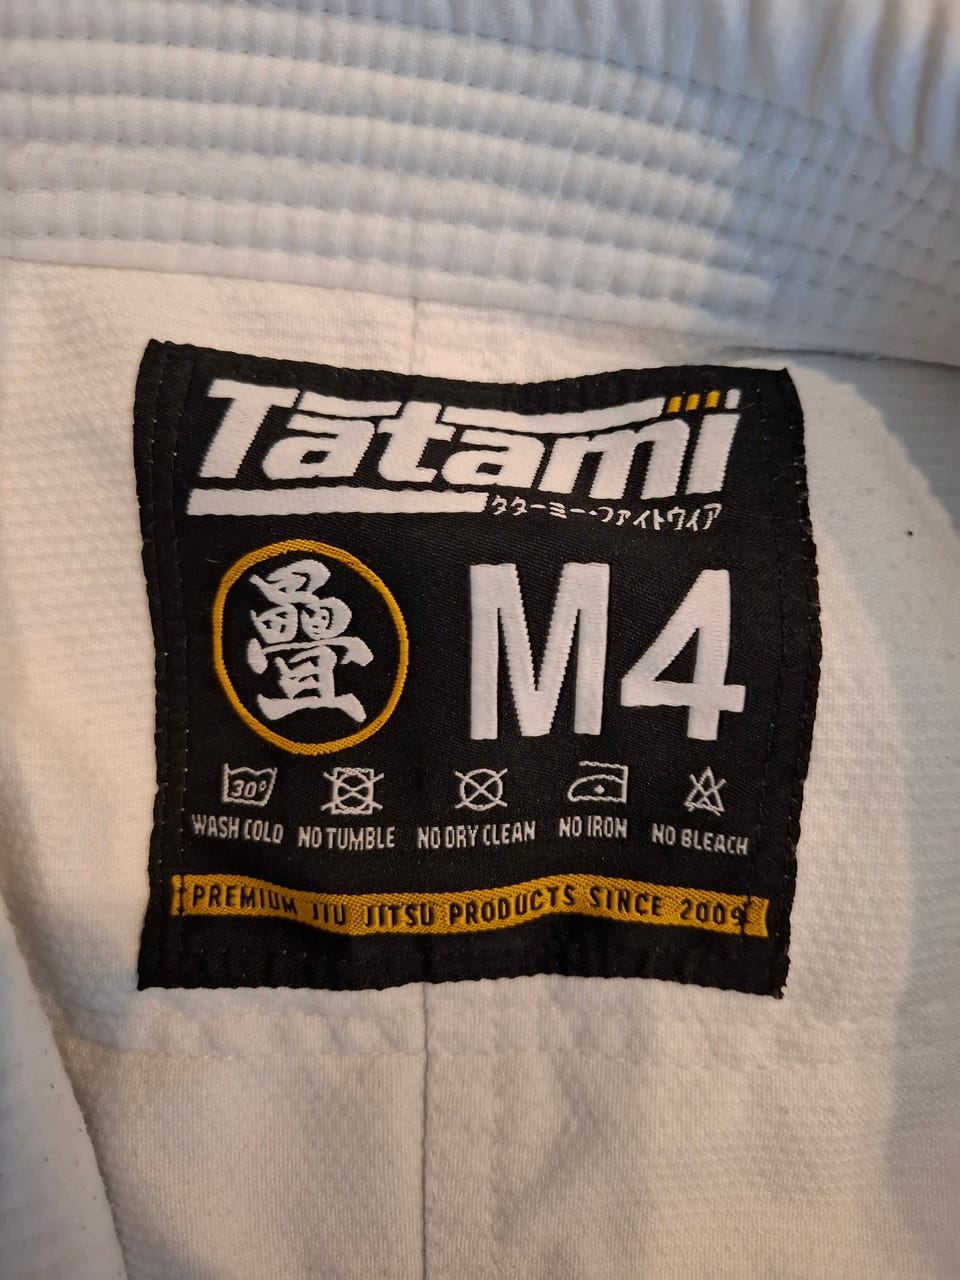 Tatami
タターミー・ファイトウィア
疊
M4
30°
WASH COLD NO TUMBLE NO DRY CLEAN NO IRON NO BLEACH
PREMIUM JIU JITSU PRODUCTS SINCE 2009